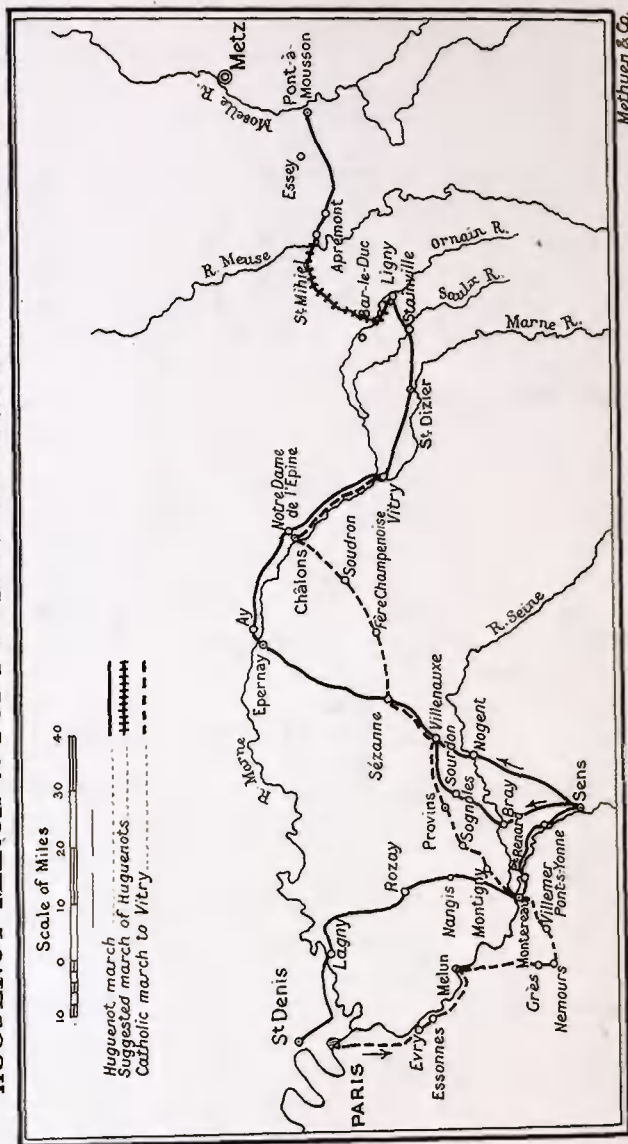 Scale of Miles
10 0 10 20 30 40
Huguenot march
Suggested march of Huguenots
Catholic march to Vitry
Metz
Moselle R.
Pont-à-
Mousson
Essey
Apremont
R. Meuse
St. Mihiel
Bar-le-Duc
Ligny
Ornain R.
Stainville
Saulx R.
Marne R.
St. Dizier
Vitry
Notre Dame
de l'Epine
Châlons
Soudron
Fère Champenoise
Ay
Epernay
R. Marne
Sézanne
R. Seine
Villenauxe
Nogent
Sourdon
Provins
Sognoles
Bray
Sens
Renard
Pont-s-Yonne
Villemer
Montereau
Montigny
Nangis
Rozay
Lagny
St Denis
PARIS
Melun
Evry
Essonnes
Grès
Nemours
Methuen & Co.